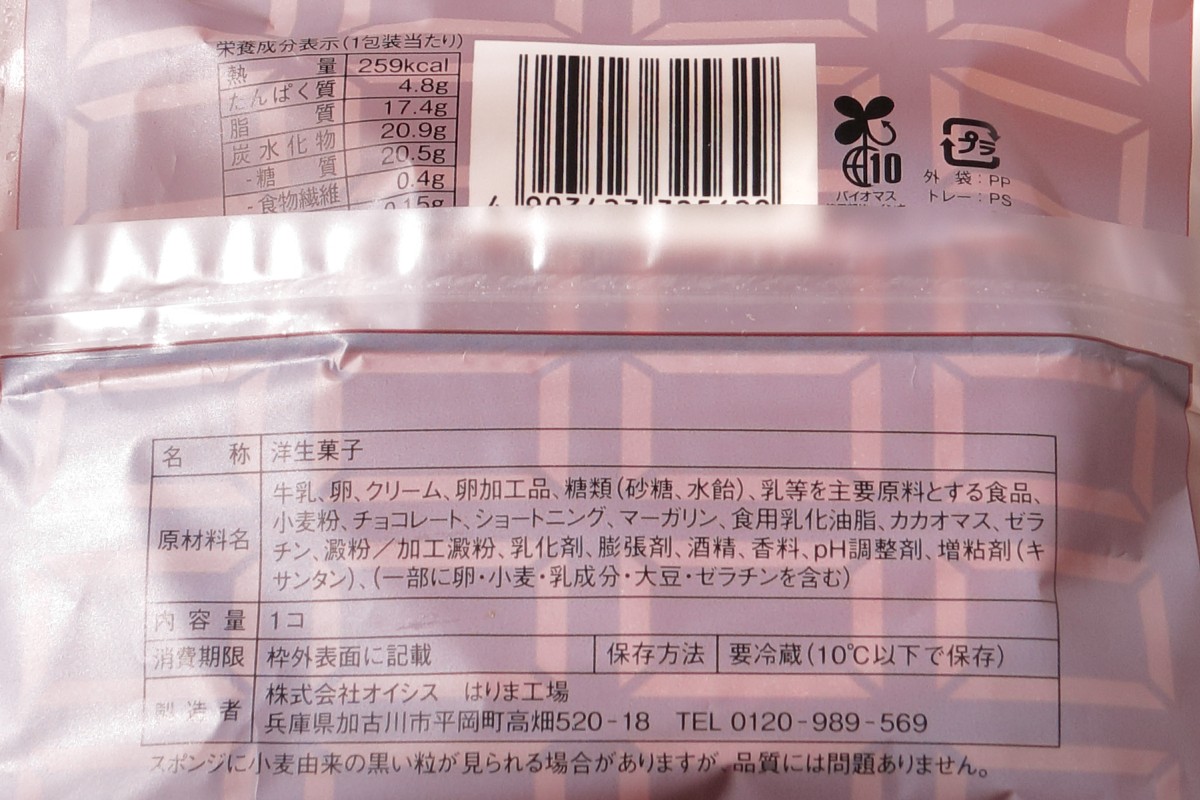 栄養成分表示(1包装当たり)
熱量 259kcal
たんぱく質 4.8g
脂質 17.4g
炭水化物 20.9g
-糖質 20.5g
-食物繊維 0.4g
0.15g
10
バイオマス
プラ
外袋:PP
トレー:PS
名称 洋生菓子
原材料名 牛乳、卵、クリーム、卵加工品、糖類(砂糖、水飴)、乳等を主要原料とする食品、
小麦粉、チョコレート、ショートニング、マーガリン、食用乳化油脂、カカオマス、ゼラ
チン、澱粉/加工澱粉、乳化剤、膨張剤、酒精、香料、pH調整剤、増粘剤(キ
サンタン)、(一部に卵・小麦・乳成分・大豆・ゼラチンを含む)
内容量 1コ
消費期限 枠外表面に記載 保存方法 要冷蔵(10℃以下で保存)
製造者 株式会社オイシス はりま工場
兵庫県加古川市平岡町高畑520-18 TEL 0120-989-569
スポンジに小麦由来の黒い粒が見られる場合がありますが、品質には問題ありません。